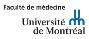 Faculté de médecine
Université
de Montréal